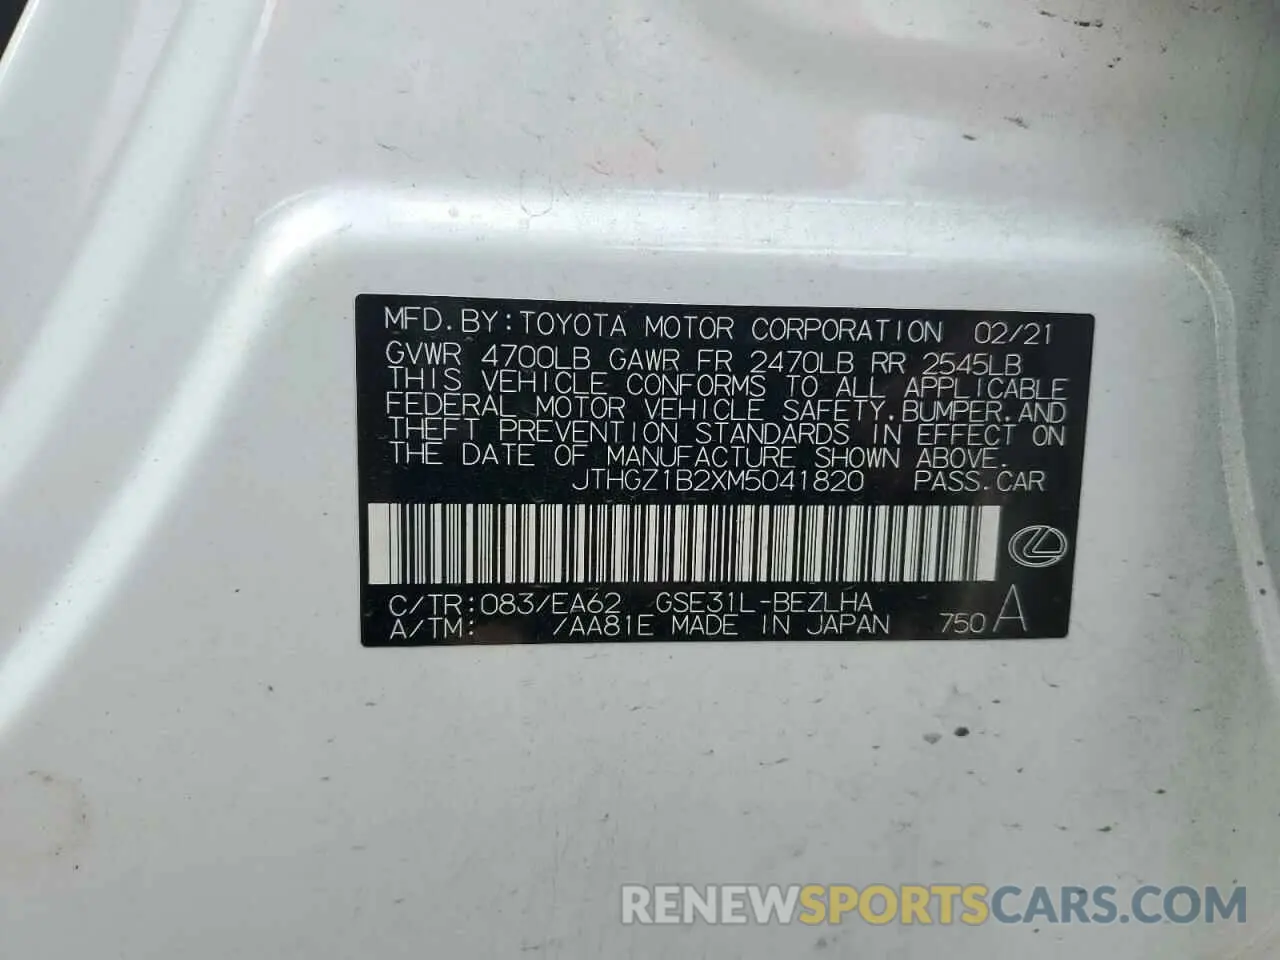 MFD.BY:TOYOTA MOTOR CORPORATION 02/21
GVWR 4700LB GAWR FR 2470LB RR 2545LB
THIS VEHICLE CONFORMS TO ALL APPLICABLE
FEDERAL MOTOR VEHICLE SAFETY.BUMPER.AND
THEFT PREVENTION STANDARDS IN EFFECT ON
THE DATE OF MANUFACTURE SHOWN ABOVE.
JTHGZ1B2XM5041820 PASS.CAR
C/TR:083/EA62 GSE31L-BEZLHA
A/TM: /AA81E MADE IN JAPAN 750 A
RENEWSPORTSCARS.COM